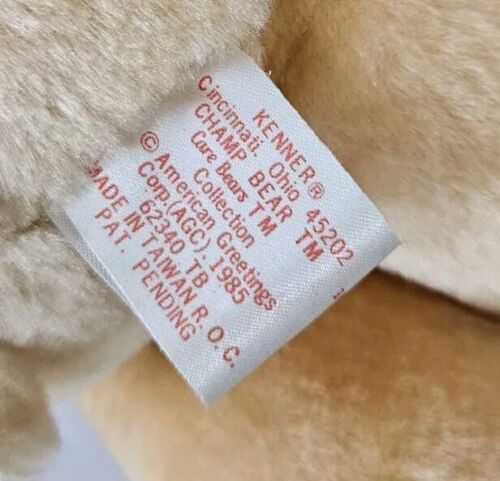 KENNER®
Cincinnati, Ohio 45202
CHAMP BEAR TM
Care Bears TM
Collection
© American Greetings
Corp.(AGC). 1985
62340 TB
MADE IN TAIWAN R.O.C.
PAT. PENDING